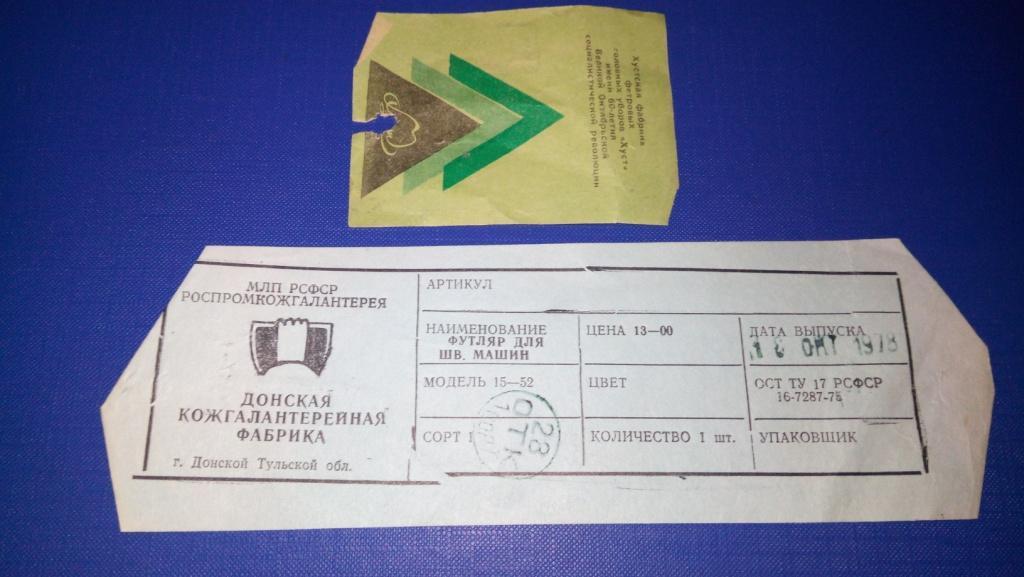 Хустская фабрика
фетровых
головных уборов „Хуст“
имени 60-летия
Великой Октябрьской
социалистической революции
МЛП РСФСР
РОСПРОМКОЖГАЛАНТЕРЕЯ
ДОНСКАЯ
КОЖГАЛАНТЕРЕЙНАЯ
ФАБРИКА
г. Донской Тульской обл.
АРТИКУЛ
НАИМЕНОВАНИЕ
ФУТЛЯР ДЛЯ
ШВ. МАШИН
ЦЕНА 13—00
ДАТА ВЫПУСКА
ОКТ 1978
МОДЕЛЬ 15—52
ЦВЕТ
ОСТ ТУ 17 РСФСР
16-7287-75
СОРТ 1
КОЛИЧЕСТВО 1 шт.
УПАКОВЩИК
28
ОТК